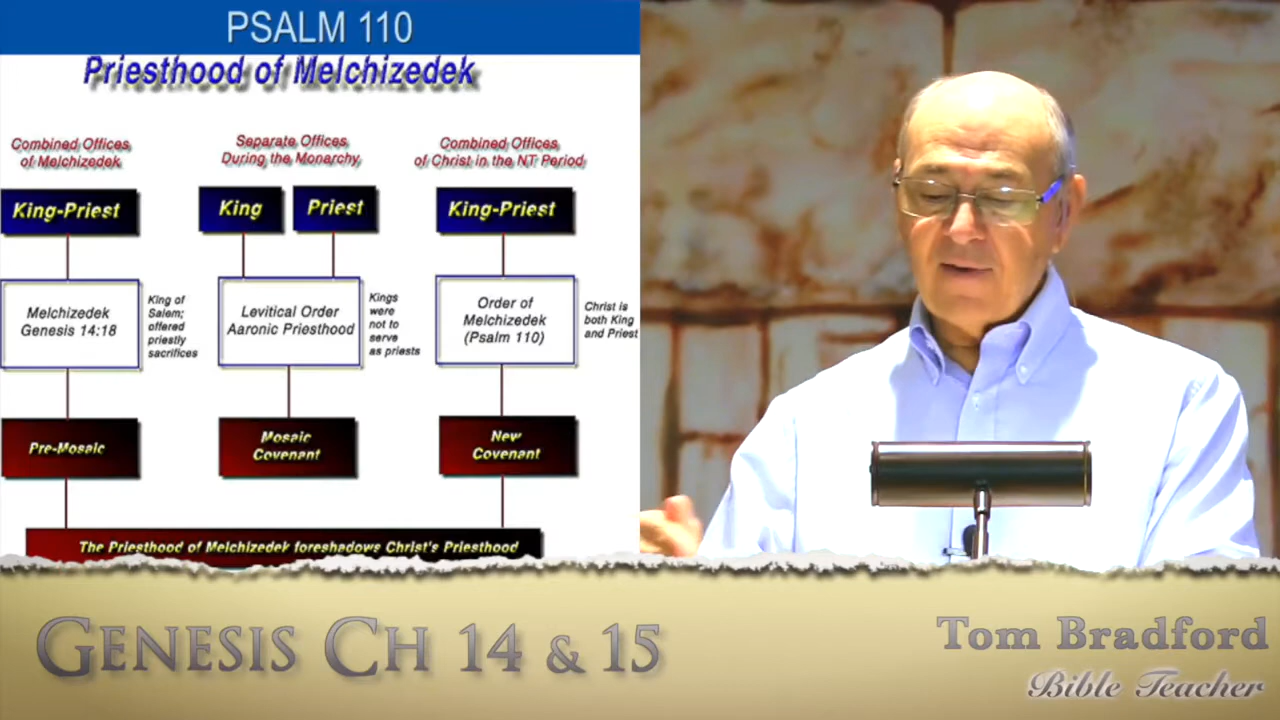 PSALM 110
Priesthood of Melchizedek
Combined Offices
of Melchizedek
Separate Offices
During the Monarchy
Combined Offices
of Christ in the NT Period
King-Priest
King
Priest
King-Priest
Melchizedek
Genesis 14:18
King of
Salem;
offered
priestly
sacrifices
Levitical Order
Aaronic Priesthood
Kings
were
not to
serve
as priests
Order of
Melchizedek
(Psalm 110)
Christ is
both King
and Priest
Pre-Mosaic
Mosaic
Covenant
New
Covenant
The Priesthood of Melchizedek foreshadows Christ's Priesthood
GENESIS CH 14 & 15
Tom Bradford
Bible Teacher